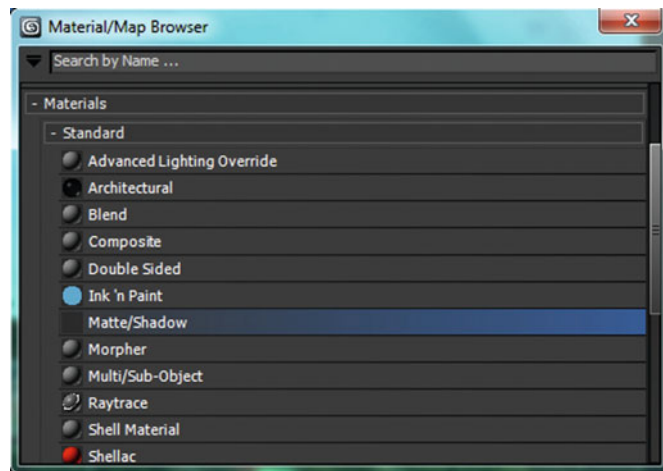 Material/Map Browser
Search by Name ...
- Materials
- Standard
Advanced Lighting Override
Architectural
Blend
Composite
Double Sided
Ink 'n Paint
Matte/Shadow
Morpher
Multi/Sub-Object
Raytrace
Shell Material
Shellac